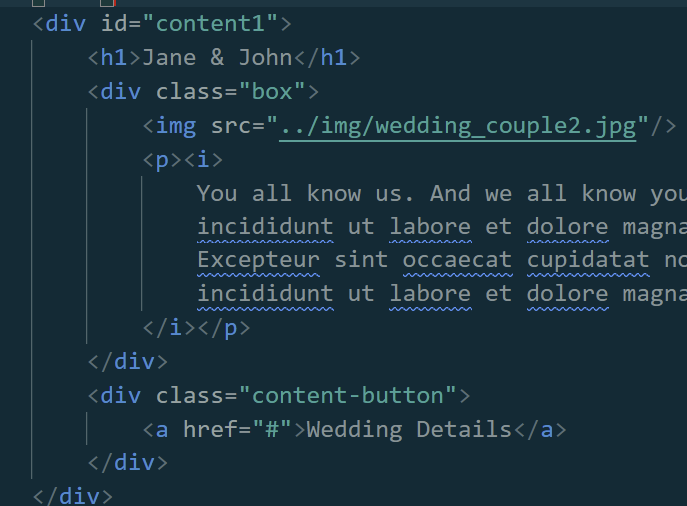 <div id="content1">
<h1>Jane & John</h1>
<div class="box">
<img src="../img/wedding_couple2.jpg"/>
<p><i>
You all know us. And we all know you
incididunt ut labore et dolore magna
Excepteur sint occaecat cupidatat no
incididunt ut labore et dolore magna
</i></p>
</div>
<div class="content-button">
<a href="#">Wedding Details</a>
</div>
</div>